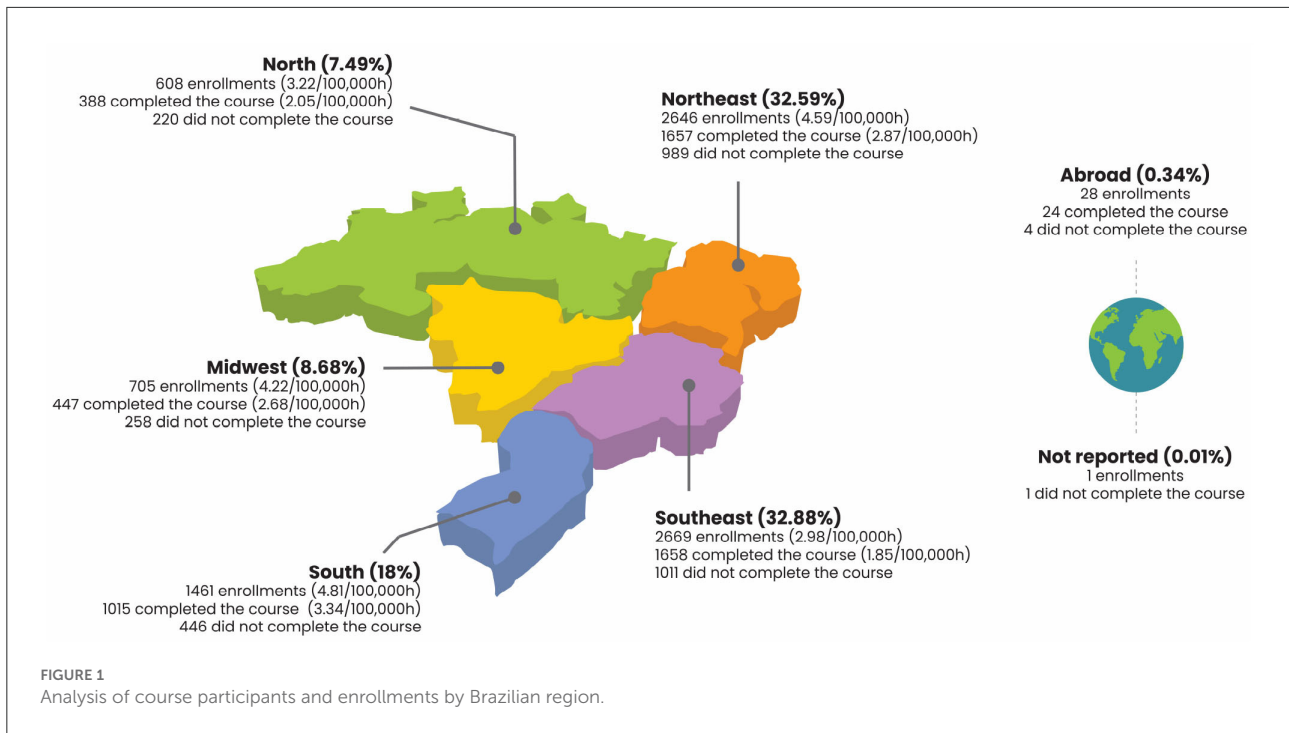 North (7.49%)
608 enrollments (3.22/100,000h)
388 completed the course (2.05/100,000h)
220 did not complete the course
Northeast (32.59%)
2646 enrollments (4.59/100,000h)
1657 completed the course (2.87/100,000h)
989 did not complete the course
Abroad (0.34%)
28 enrollments
24 completed the course
4 did not complete the course
Midwest (8.68%)
705 enrollments (4.22/100,000h)
447 completed the course (2.68/100,000h)
258 did not complete the course
Not reported (0.01%)
1 enrollments
1 did not complete the course
Southeast (32.88%)
2669 enrollments (2.98/100,000h)
1658 completed the course (1.85/100,000h)
1011 did not complete the course
South (18%)
1461 enrollments (4.81/100,000h)
1015 completed the course (3.34/100,000h)
446 did not complete the course
FIGURE 1
Analysis of course participants and enrollments by Brazilian region.